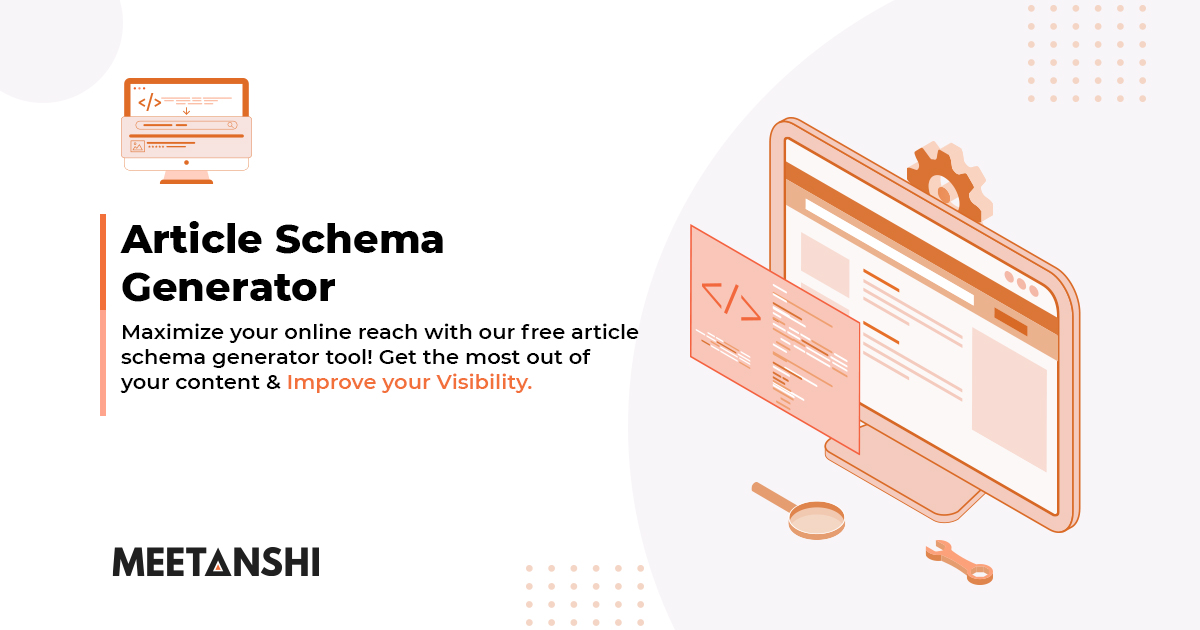 </>
Article Schema
Generator
Maximize your online reach with our free article
schema generator tool! Get the most out of
your content & Improve your Visibility.
</>
MEETANSHI